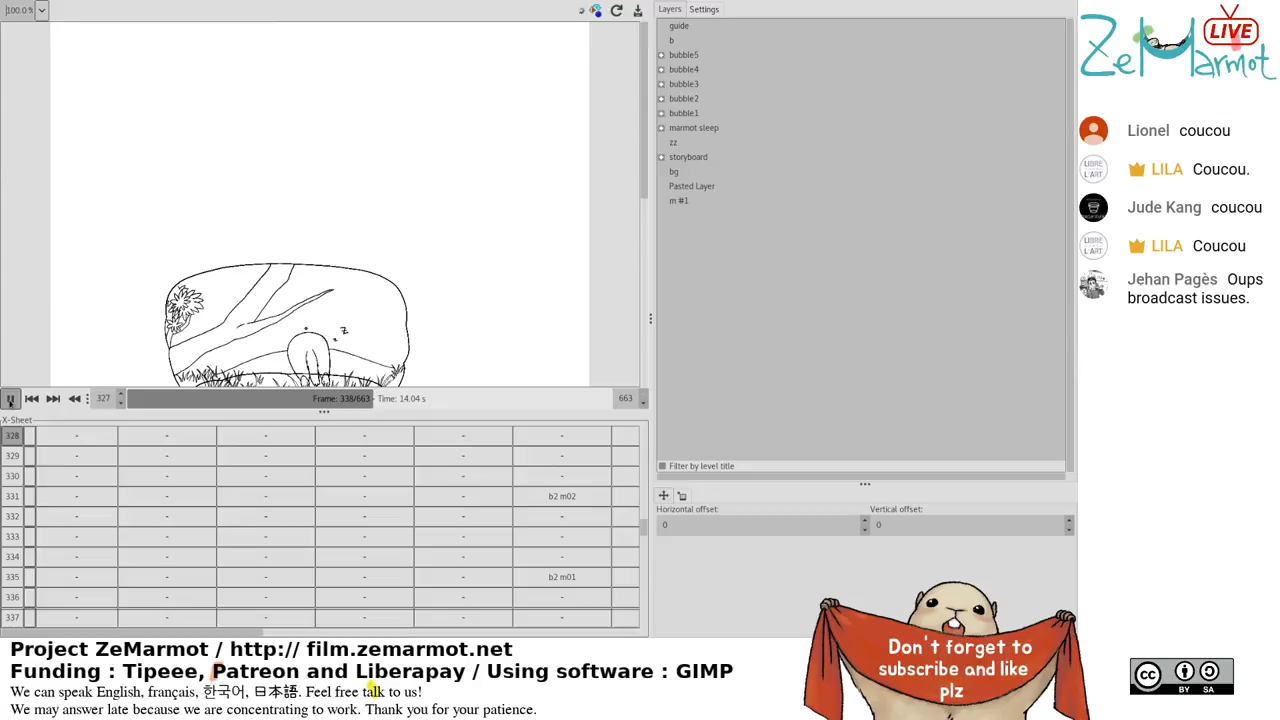 100.0 %
Layers Settings
guide
b
bubble5
bubble4
bubble3
bubble2
bubble1
marmot sleep
zz
storyboard
bg
Pasted Layer
m #1
Filter by level title
Horizontal offset: Vertical offset:
0 0
z
z
327 Frame: 338/663 - Time: 14.04 s 663
X-Sheet
328 - - - - - -
329 - - - - - -
330 - - - - - -
331 - - - - - b2 m02
332 - - - - - -
333 - - - - - -
334 - - - - - -
335 - - - - - b2 m01
336 - - - - - -
337 - - - - - -
ZeMarmot LIVE
Lionel coucou
LILA Coucou.
Jude Kang coucou
LILA Coucou
Jehan Pagès Oups
broadcast issues.
Project ZeMarmot / http:// film.zemarmot.net
Funding : Tipeee, Patreon and Liberapay / Using software : GIMP
We can speak English, français, 한국어, 日本語. Feel free talk to us!
We may answer late because we are concentrating to work. Thank you for your patience.
Don't forget to
subscribe and like
plz
cc
BY SA